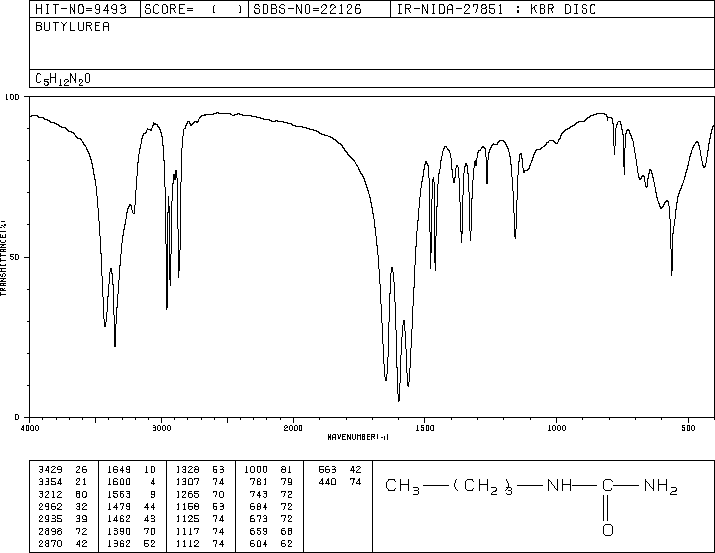 HIT-NO=9493 SCORE= ( ) SDBS-NO=22126 IR-NIDA-27851 : KBR DISC
BUTYLUREA
C5H12N2O
100
TRANSMITTANCE(%)
50
0
4000 3000 2000 1500 1000 500
WAVENUMBER(-1)
3429 26 1649 10 1328 53 1000 81 563 42
3354 21 1600 4 1307 74 781 79 440 74
3212 60 1563 9 1265 70 743 72
2962 32 1479 44 1158 53 684 72
2935 39 1462 43 1125 74 673 72
2898 72 1390 70 1117 74 659 68
2870 42 1362 52 1112 74 604 62
CH3 (CH2)3 NH C NH2
O